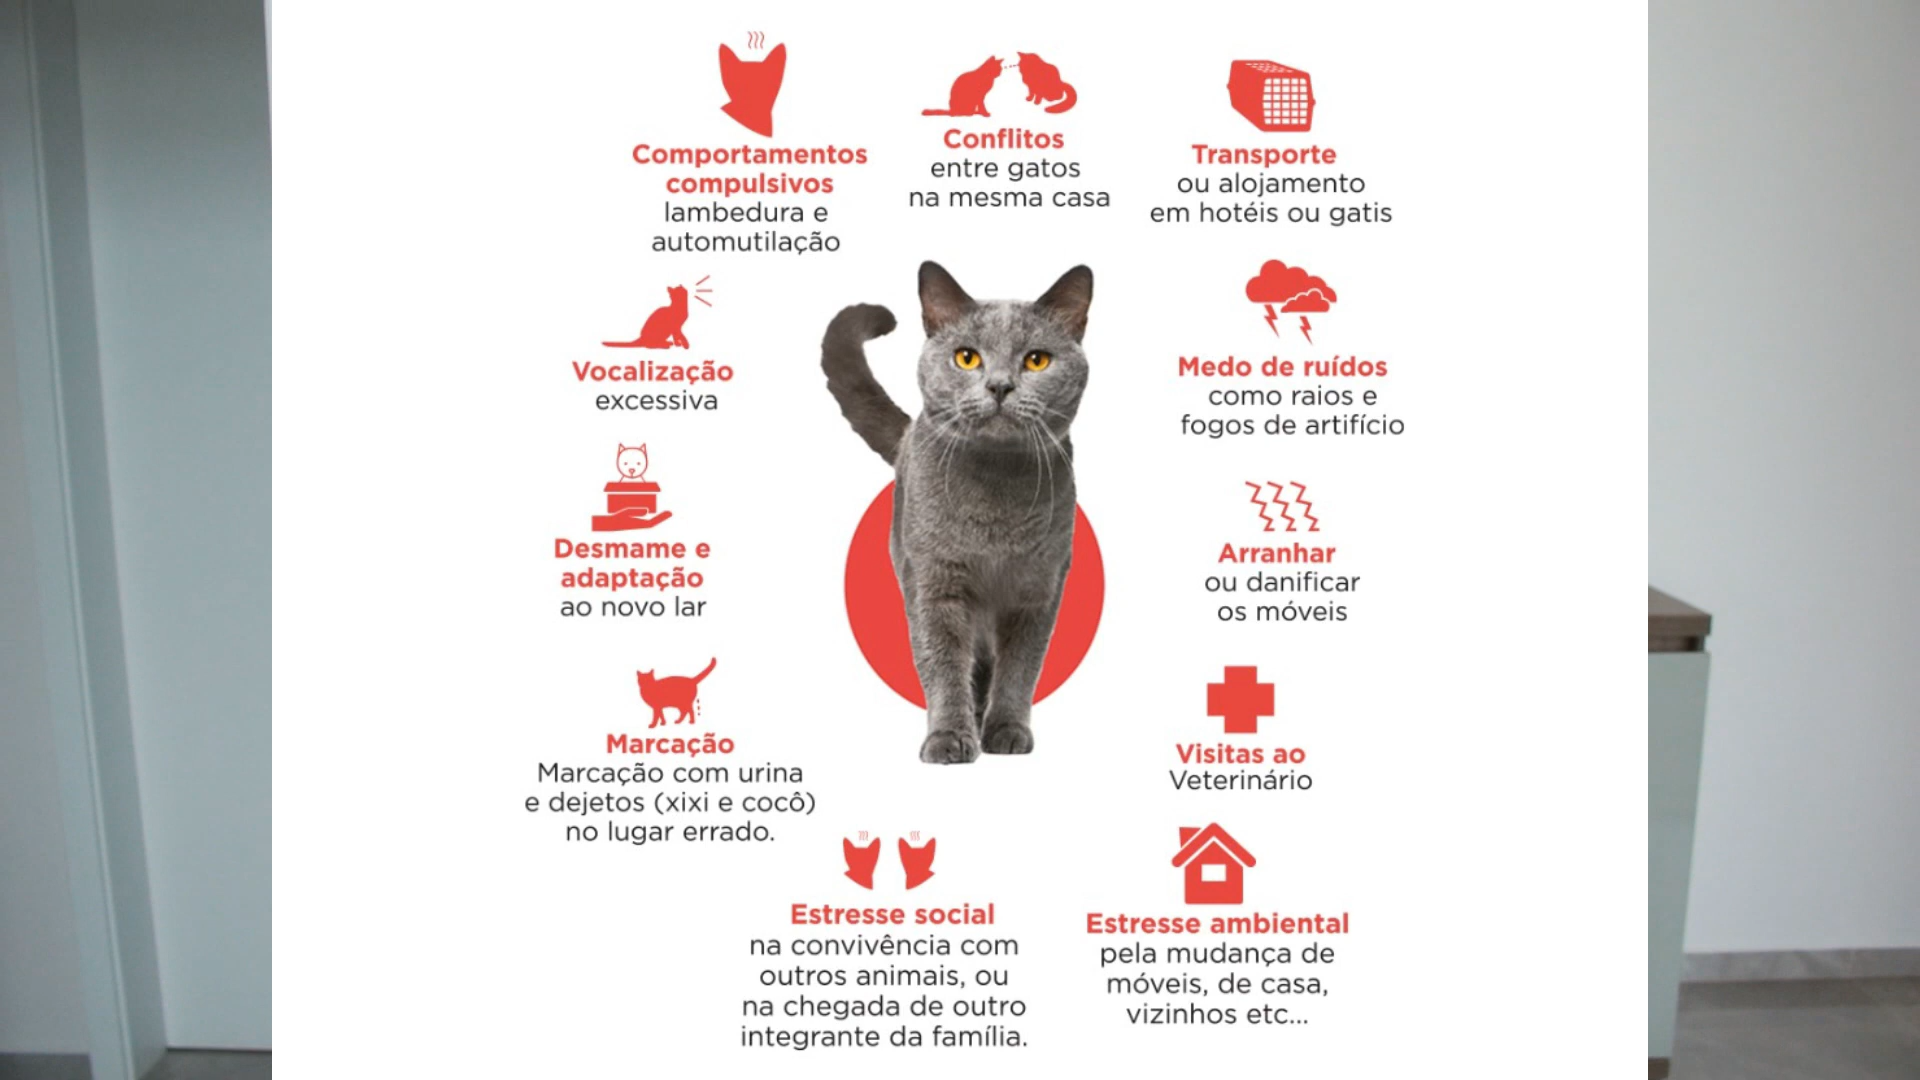 Comportamentos
compulsivos
lambedura e
automutilação
Conflitos
entre gatos
na mesma casa
Transporte
ou alojamento
em hotéis ou gatis
Vocalização
excessiva
Medo de ruídos
como raios e
fogos de artifício
Desmame e
adaptação
ao novo lar
Arranhar
ou danificar
os móveis
Marcação
Marcação com urina
e dejetos (xixi e cocô)
no lugar errado.
Visitas ao
Veterinário
Estresse social
na convivência com
outros animais, ou
na chegada de outro
integrante da família.
Estresse ambiental
pela mudança de
móveis, de casa,
vizinhos etc...